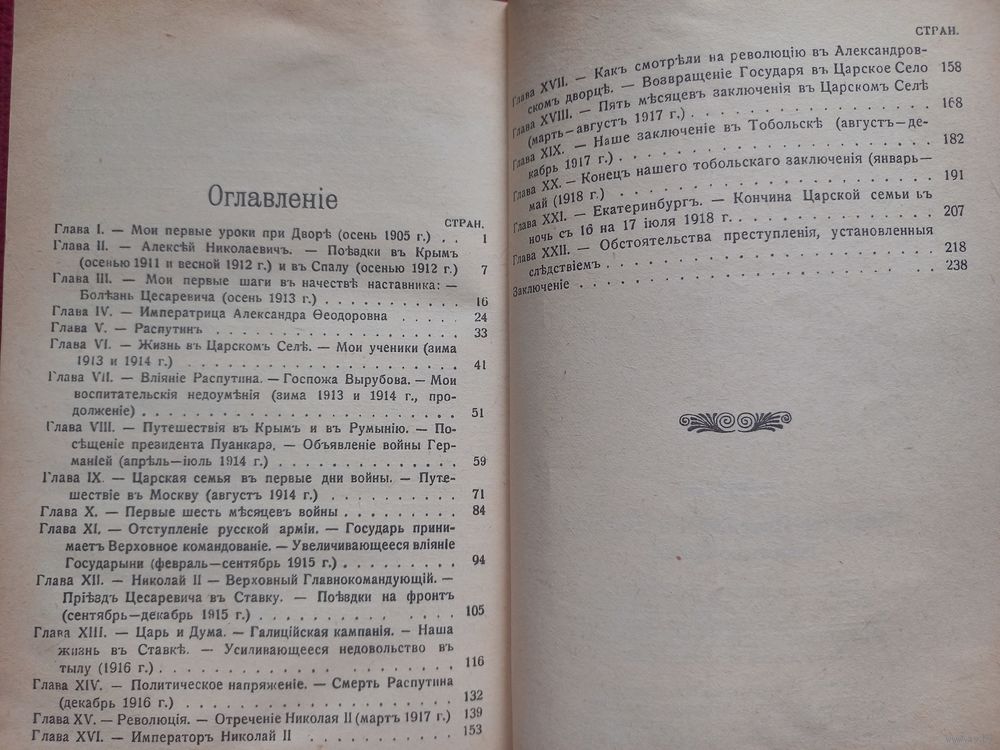 Оглавленіе
СТРАН.
Глава I. — Мои первые уроки при Дворѣ (осень 1905 г.) . . 1
Глава II. — Алексѣй Николаевичъ. — Поѣздки въ Крымъ
(осенью 1911 и весной 1912 г.) и въ Спалу (осенью 1912 г.) 7
Глава III. — Мои первые шаги въ начествѣ наставника: —
Болѣзнь Цесаревича (осень 1913 г.) . . . . . . . . . . 16
Глава IV. — Императрица Александра Ѳеодоровна . . . . . . 24
Глава V. — Распутинъ . . . . . . . . . . . . . . . . . . 33
Глава VI. — Жизнь въ Царскомъ Селѣ. — Мои ученики (зима
1913 и 1914 г.) . . . . . . . . . . . . . . . . . . . 41
Глава VII. — Вліяніе Распутина. — Госпожа Вырубова. — Мои
воспитательскія недоумѣнія (зима 1913 и 1914 г., про-
долженіе) . . . . . . . . . . . . . . . . . . . . . 51
Глава VIII. — Путешествія въ Крымъ и въ Румынію. — По-
сѣщеніе президента Пуанкарэ. — Объявленіе войны Гер-
маніей (апрѣль—іюль 1914 г.) . . . . . . . . . . . . . 59
Глава IX. — Царская семья въ первые дни войны. — Путе-
шествіе въ Москву (августъ 1914 г.) . . . . . . . . . . 71
Глава X. — Первые шесть мѣсяцевъ войны . . . . . . . . . 84
Глава XI. — Отступленіе русской арміи. — Государь прини-
маетъ Верховное командованіе. — Увеличивающееся вліяніе
Государыни (февраль—сентябрь 1915 г.) . . . . . . . . . 94
Глава XII. — Николай II — Верховный Главнокомандующій. —
Пріѣздъ Цесаревича въ Ставку. — Поѣздки на фронтъ
(сентябрь—декабрь 1915 г.) . . . . . . . . . . . . . . 105
Глава XIII. — Царь и Дума. — Галиційская кампанія. — Наша
жизнь въ Ставкѣ. — Усиливающееся недовольство въ
тылу (1916 г.) . . . . . . . . . . . . . . . . . . . . 116
Глава XIV. — Политическое напряженіе. — Смерть Распутина
(декабрь 1916 г.) . . . . . . . . . . . . . . . . . . 132
Глава XV. — Революція. — Отреченіе Николая II (мартъ 1917 г.) 139
Глава XVI. — Императоръ Николай II . . . . . . . . . . . 153
СТРАН.
Глава XVII. — Какъ смотрѣли на революцію въ Александров-
скомъ дворцѣ. — Возвращеніе Государя въ Царское Село 158
Глава XVIII. — Пять мѣсяцевъ заключенія въ Царскомъ Селѣ
(мартъ—августъ 1917 г.) . . . . . . . . . . . . . . . 168
Глава XIX. — Наше заключеніе въ Тобольскѣ (августъ—де-
кабрь 1917 г.) . . . . . . . . . . . . . . . . . . . 182
Глава XX. — Конецъ нашего тобольскаго заключенія (январь—
май (1918 г.) . . . . . . . . . . . . . . . . . . . . 191
Глава XXI. — Екатеринбургъ. — Кончина Царской семьи въ
ночь съ 16 на 17 іюля 1918 г. . . . . . . . . . . . . . 207
Глава XXII. — Обстоятельства преступленія, установленныя
слѣдствіемъ . . . . . . . . . . . . . . . . . . . . . 218
Заключеніе . . . . . . . . . . . . . . . . . . . . . . 238